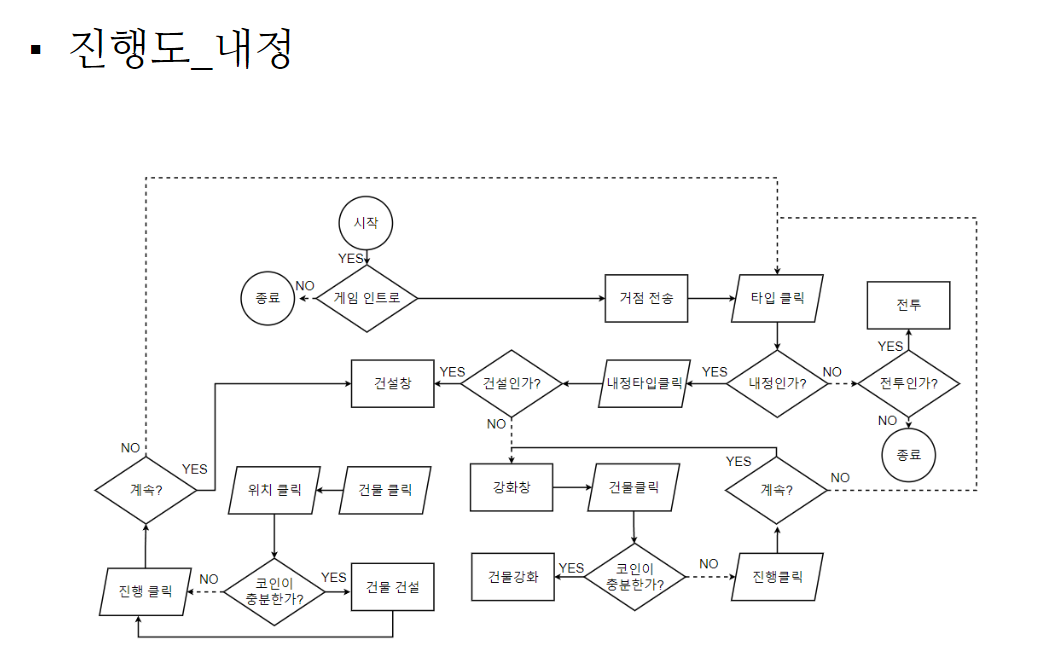 ▪ 진행도_내정
시작
YES
종료
NO
게임 인트로
거점 전송
타입 클릭
전투
YES
건설창
YES
건설인가?
내정타입클릭
YES
내정인가?
NO
전투인가?
NO
NO
종료
NO
YES
계속?
위치 클릭
건물 클릭
강화창
건물클릭
YES
계속?
NO
진행 클릭
NO
코인이
충분한가?
YES
건물 건설
건물강화
YES
코인이
충분한가?
NO
진행클릭